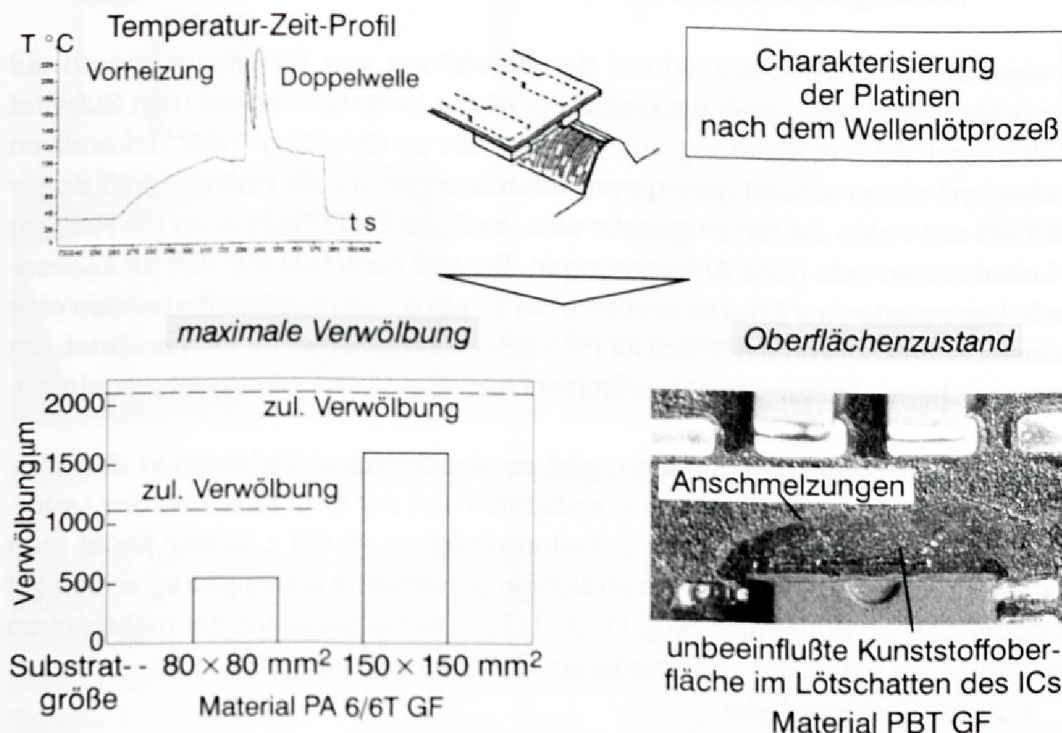 Temperatur-Zeit-Profil
T °C
Vorheizung
Doppelwelle
t s
Charakterisierung
der Platinen
nach dem Wellenlötprozeß
maximale Verwölbung
Oberflächenzustand
Verwölbung µm
2000
1500
1000
500
0
zul. Verwölbung
zul. Verwölbung
Substrat-
größe
80 × 80 mm²
150 × 150 mm²
Material PA 6/6T GF
Anschmelzungen
unbeeinflußte Kunststoffober-
fläche im Lötschatten des ICs
Material PBT GF